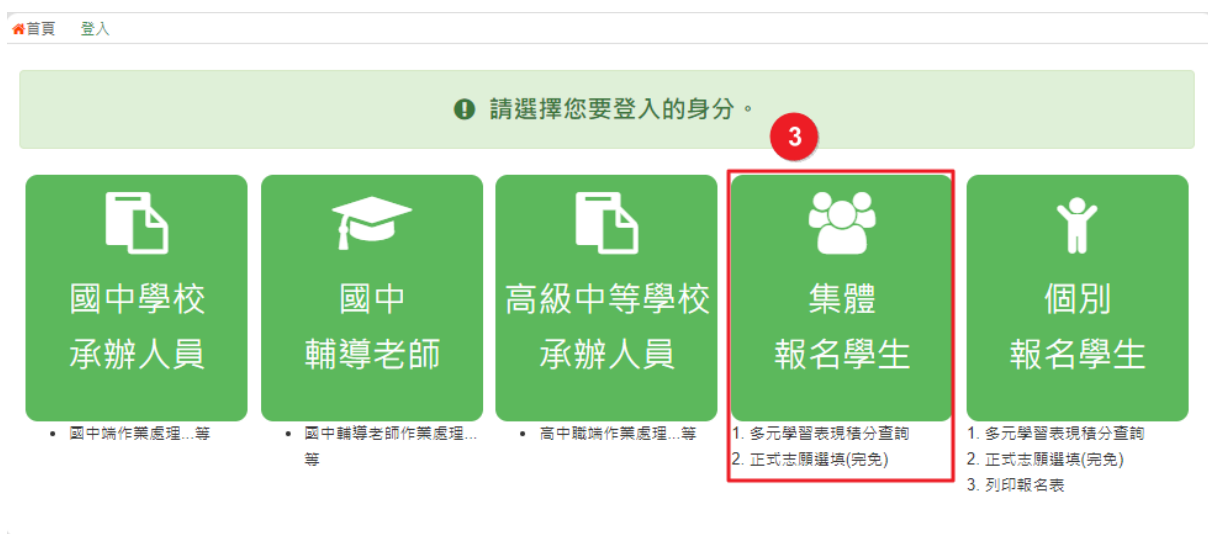 首頁 登入
請選擇您要登入的身分。
3
國中學校
承辦人員
國中
輔導老師
高級中等學校
承辦人員
集體
報名學生
個別
報名學生
• 國中端作業處理...等
• 國中輔導老師作業處理...
等
• 高中職端作業處理...等
1. 多元學習表現積分查詢
2. 正式志願選填(完免)
1. 多元學習表現積分查詢
2. 正式志願選填(完免)
3. 列印報名表